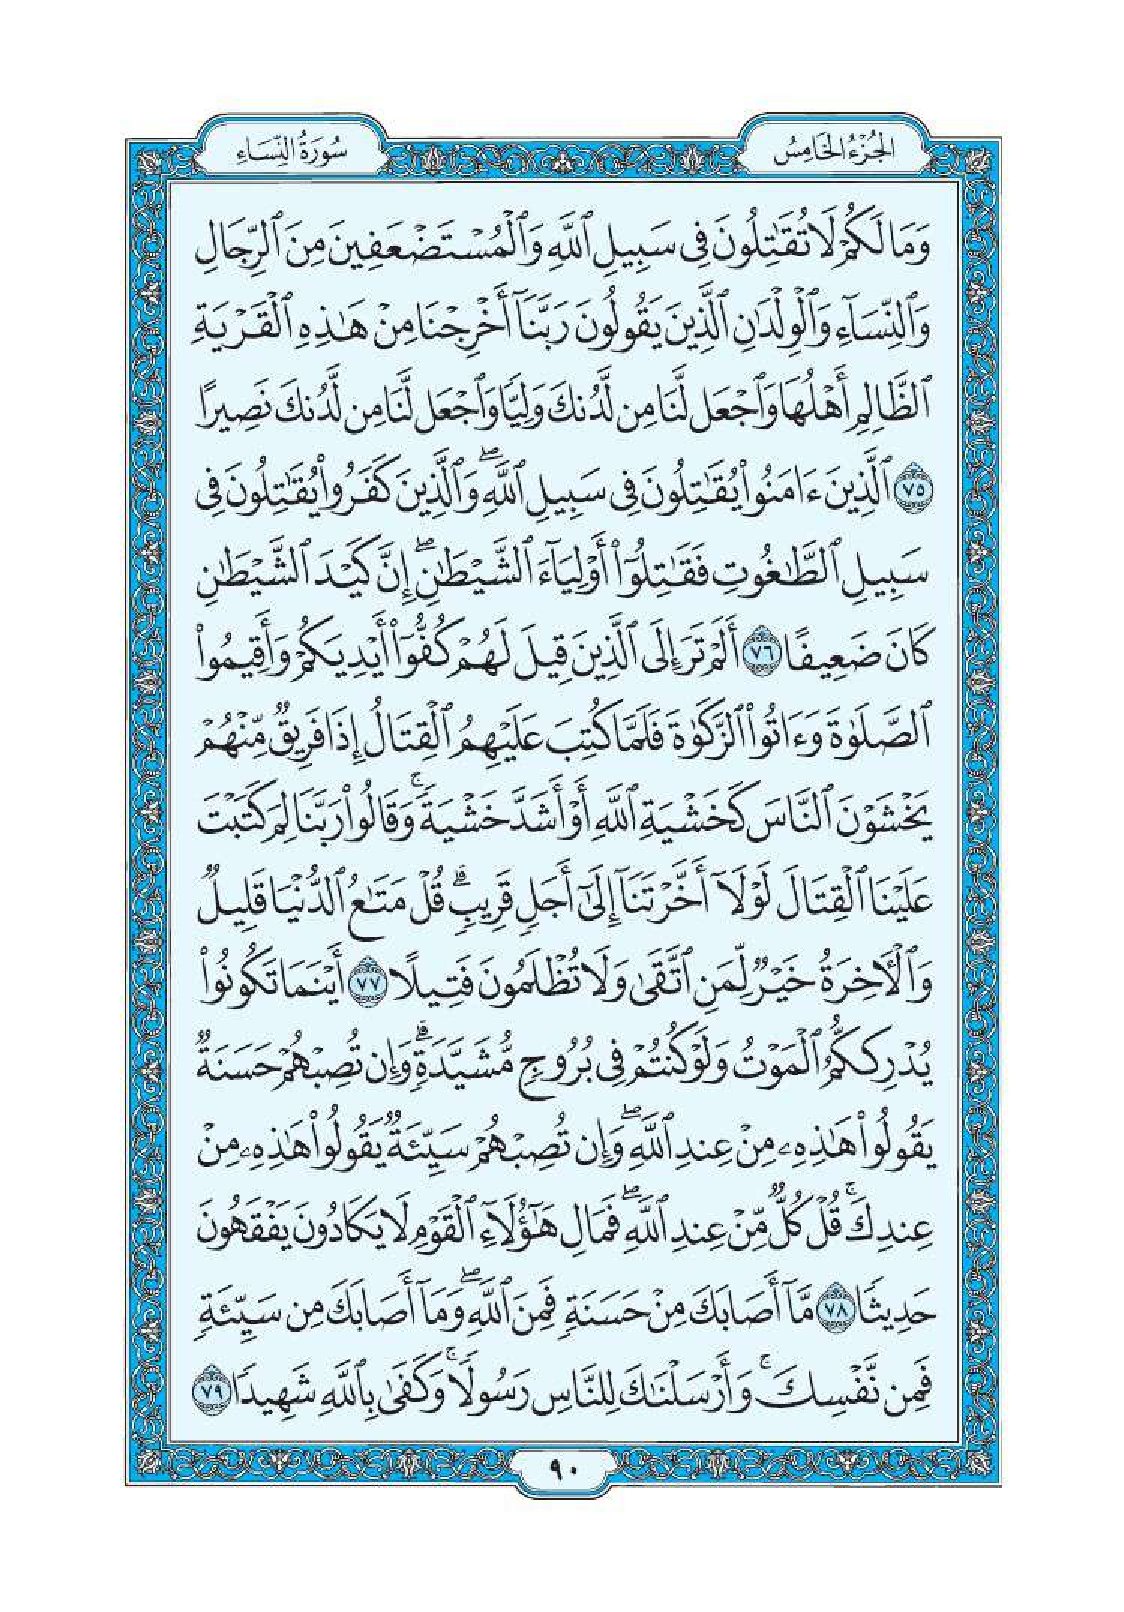 الجُزْءُ الخَامِسُ
سُورَةُ النِّسَاءِ
وَمَا لَكُمْ لَا تُقَٰتِلُونَ فِى سَبِيلِ ٱللَّهِ وَٱلْمُسْتَضْعَفِينَ مِنَ ٱلرِّجَالِ
وَٱلنِّسَآءِ وَٱلْوِلْدَٰنِ ٱلَّذِينَ يَقُولُونَ رَبَّنَآ أَخْرِجْنَا مِنْ هَٰذِهِ ٱلْقَرْيَةِ
ٱلظَّالِمِ أَهْلُهَا وَٱجْعَل لَّنَا مِن لَّدُنكَ وَلِيًّا وَٱجْعَل لَّنَا مِن لَّدُنكَ نَصِيرًا
٧٥ ٱلَّذِينَ ءَامَنُوا۟ يُقَٰتِلُونَ فِى سَبِيلِ ٱللَّهِ ۖ وَٱلَّذِينَ كَفَرُوا۟ يُقَٰتِلُونَ فِى
سَبِيلِ ٱلطَّٰغُوتِ فَقَٰتِلُوٓا۟ أَوْلِيَآءَ ٱلشَّيْطَٰنِ ۖ إِنَّ كَيْدَ ٱلشَّيْطَٰنِ
كَانَ ضَعِيفًا ٧٦ أَلَمْ تَرَ إِلَى ٱلَّذِينَ قِيلَ لَهُمْ كُفُّوٓا۟ أَيْدِيَكُمْ وَأَقِيمُوا۟
ٱلصَّلَوٰةَ وَءَاتُوا۟ ٱلزَّكَوٰةَ فَلَمَّا كُتِبَ عَلَيْهِمُ ٱلْقِتَالُ إِذَا فَرِيقٌ مِّنْهُمْ
يَخْشَوْنَ ٱلنَّاسَ كَخَشْيَةِ ٱللَّهِ أَوْ أَشَدَّ خَشْيَةً ۚ وَقَالُوا۟ رَبَّنَا لِمَ كَتَبْتَ
عَلَيْنَا ٱلْقِتَالَ لَوْلَآ أَخَّرْتَنَآ إِلَىٰٓ أَجَلٍ قَرِيبٍ ۗ قُلْ مَتَٰعُ ٱلدُّنْيَا قَلِيلٌ
وَٱلْءَاخِرَةُ خَيْرٌ لِّمَنِ ٱتَّقَىٰ وَلَا تُظْلَمُونَ فَتِيلًا ٧٧ أَيْنَمَا تَكُونُوا۟
يُدْرِككُّمُ ٱلْمَوْتُ وَلَوْ كُنتُمْ فِى بُرُوجٍ مُّشَيَّدَةٍ ۗ وَإِن تُصِبْهُمْ حَسَنَةٌ
يَقُولُوا۟ هَٰذِهِۦ مِنْ عِندِ ٱللَّهِ ۖ وَإِن تُصِبْهُمْ سَيِّئَةٌ يَقُولُوا۟ هَٰذِهِۦ مِنْ
عِندِكَ ۚ قُلْ كُلٌّ مِّنْ عِندِ ٱللَّهِ ۖ فَمَالِ هَٰٓؤُلَآءِ ٱلْقَوْمِ لَا يَكَادُونَ يَفْقَهُونَ
حَدِيثًا ٧٨ مَّآ أَصَابَكَ مِنْ حَسَنَةٍ فَمِنَ ٱللَّهِ ۖ وَمَآ أَصَابَكَ مِن سَيِّئَةٍ
فَمِن نَّفْسِكَ ۚ وَأَرْسَلْنَٰكَ لِلنَّاسِ رَسُولًا ۚ وَكَفَىٰ بِٱللَّهِ شَهِيدًا ٧٩
٩٠